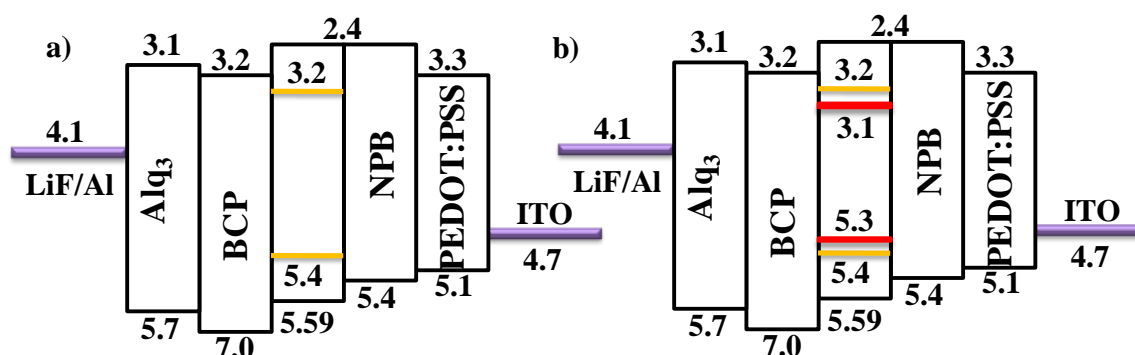 a)
3.1
3.2
3.2
2.4
3.3
4.1
LiF/Al
Alq3
BCP
NPB
PEDOT:PSS
ITO
4.7
5.4
5.4
5.1
5.7
7.0
5.59
b)
3.1
3.2
3.2
3.1
2.4
3.3
4.1
LiF/Al
Alq3
BCP
NPB
PEDOT:PSS
ITO
4.7
5.3
5.4
5.4
5.1
5.7
7.0
5.59